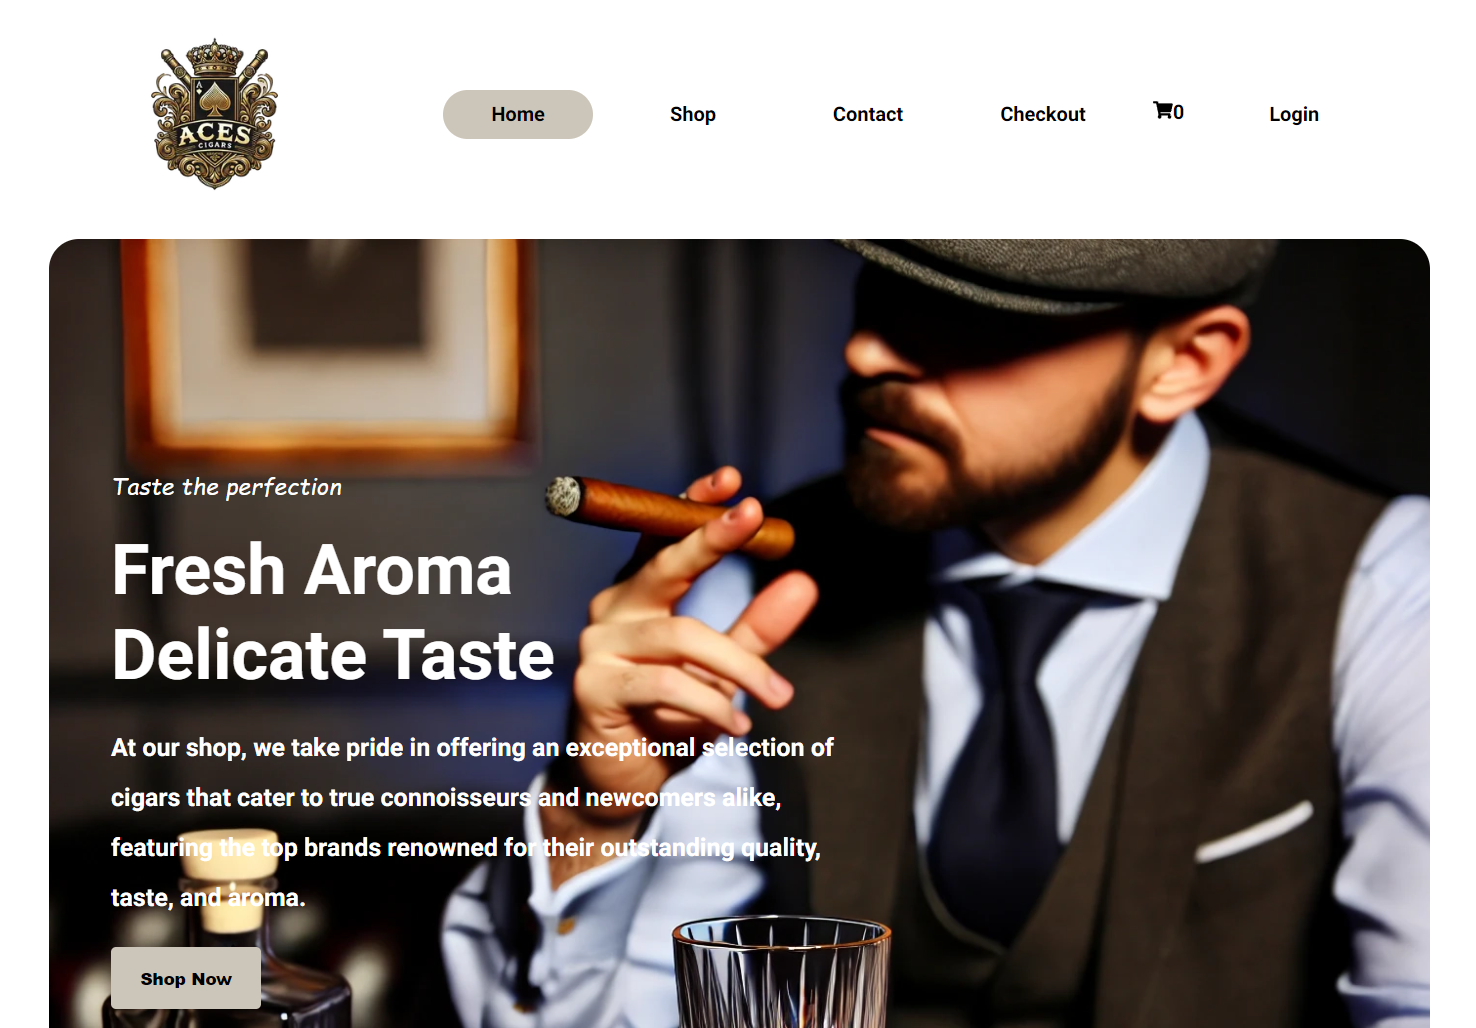 A
ACES
CIGARS
Home
Shop
Contact
Checkout
0
Login
Taste the perfection
Fresh Aroma
Delicate Taste
At our shop, we take pride in offering an exceptional selection of
cigars that cater to true connoisseurs and newcomers alike,
featuring the top brands renowned for their outstanding quality,
taste, and aroma.
Shop Now